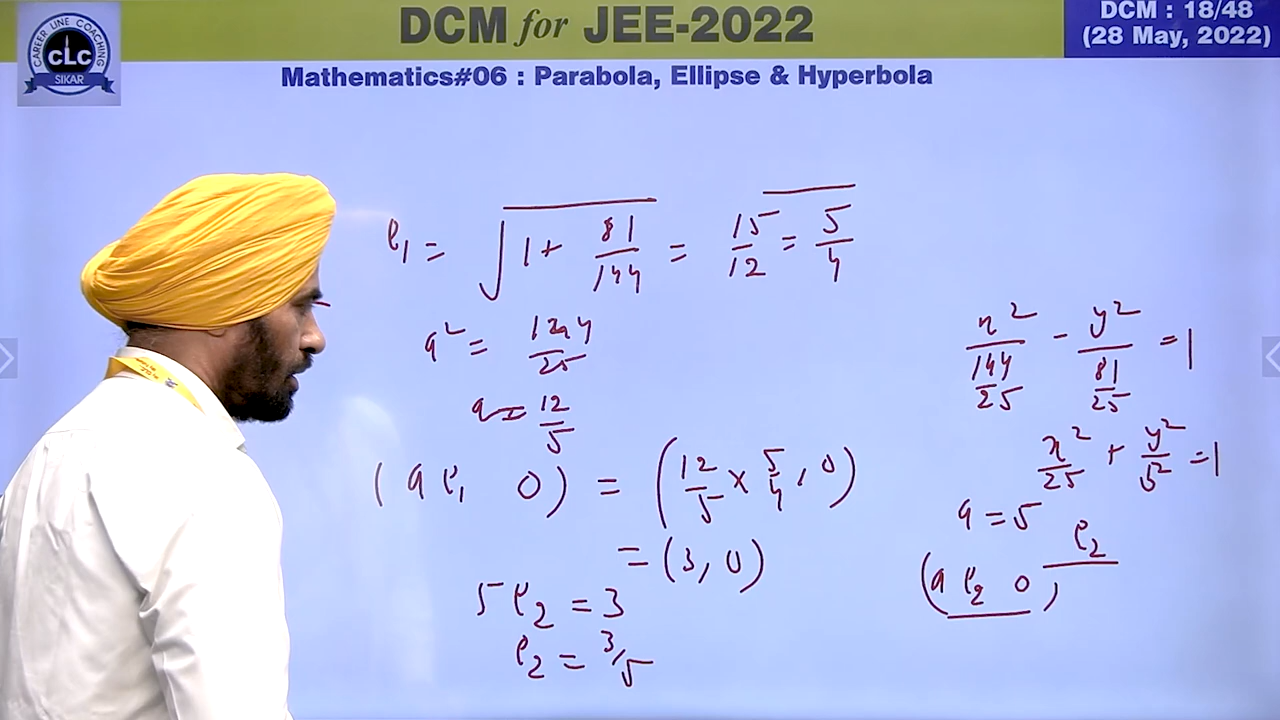 DCM for JEE-2022
DCM : 18/48
(28 May, 2022)
CAREER LINE COACHING
CLC
SIKAR
Mathematics#06 : Parabola, Ellipse & Hyperbola
e₁ = √(1 + 81/144) = 15/12 = 5/4
a² = 144/25
a = 12/5
(ae₁ 0) = (12/5 × 5/4, 0)
= (3, 0)
5e₂ = 3
e₂ = 3/5
x²/(144/25) - y²/(81/25) = 1
x²/25 + y²/b² = 1
a = 5
e₂
(ae₂ 0)